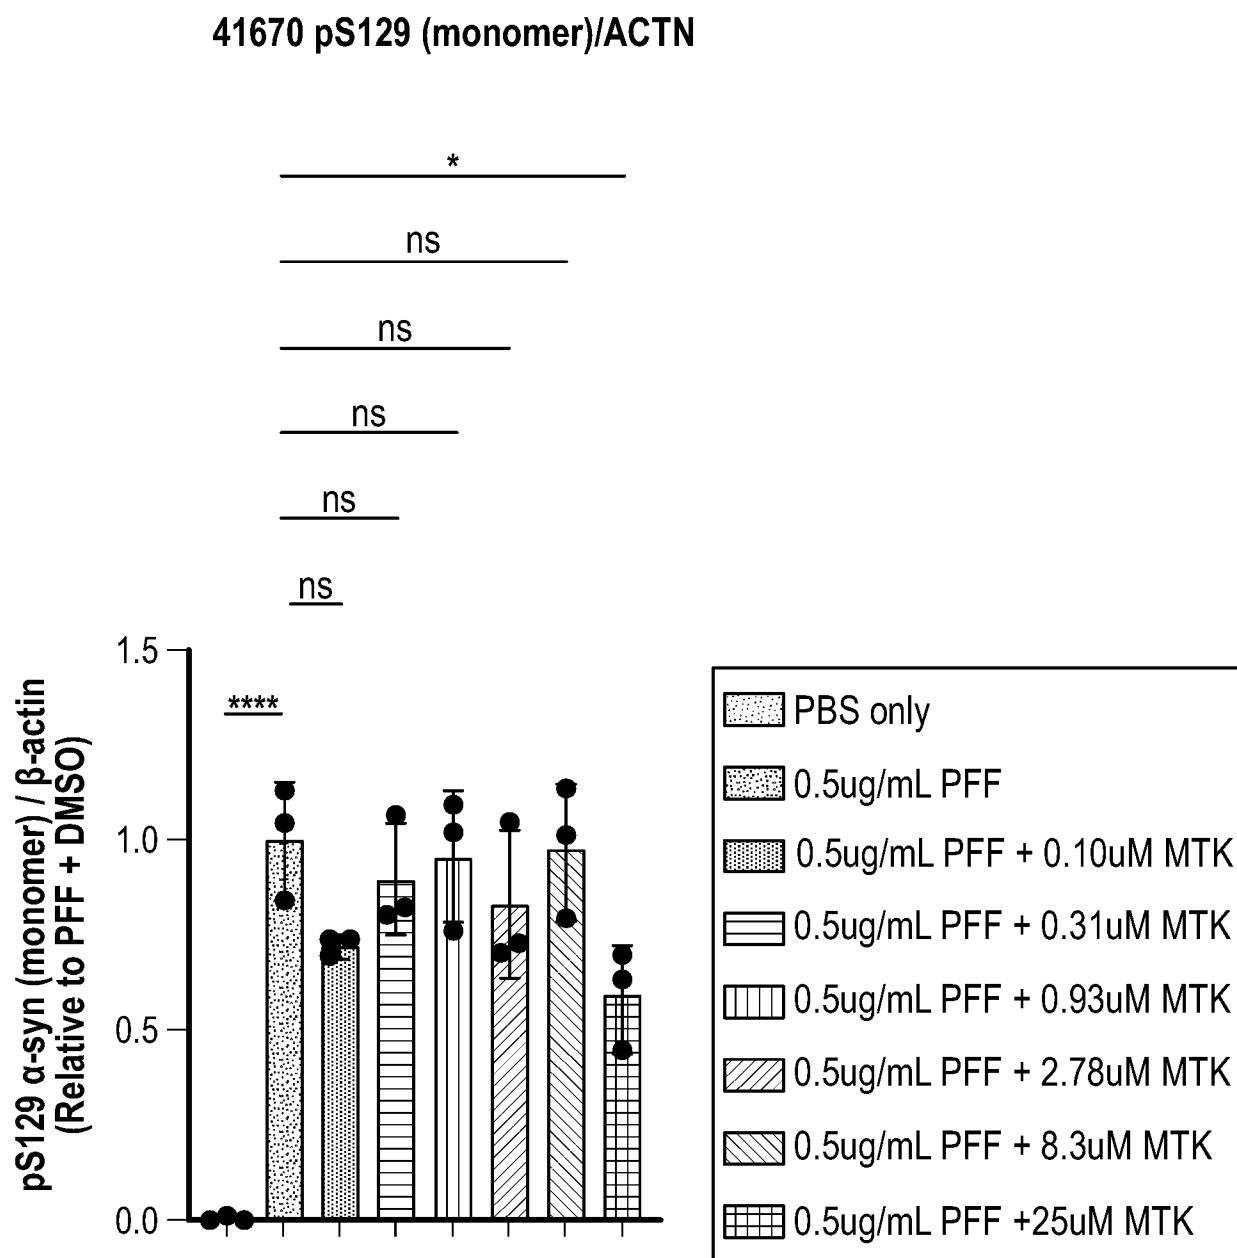 41670 pS129 (monomer)/ACTN
*
ns
ns
ns
ns
ns
1.5
****
1.0
0.5
0.0
pS129 α-syn (monomer) / β-actin
(Relative to PFF + DMSO)
PBS only
0.5ug/mL PFF
0.5ug/mL PFF + 0.10uM MTK
0.5ug/mL PFF + 0.31uM MTK
0.5ug/mL PFF + 0.93uM MTK
0.5ug/mL PFF + 2.78uM MTK
0.5ug/mL PFF + 8.3uM MTK
0.5ug/mL PFF +25uM MTK